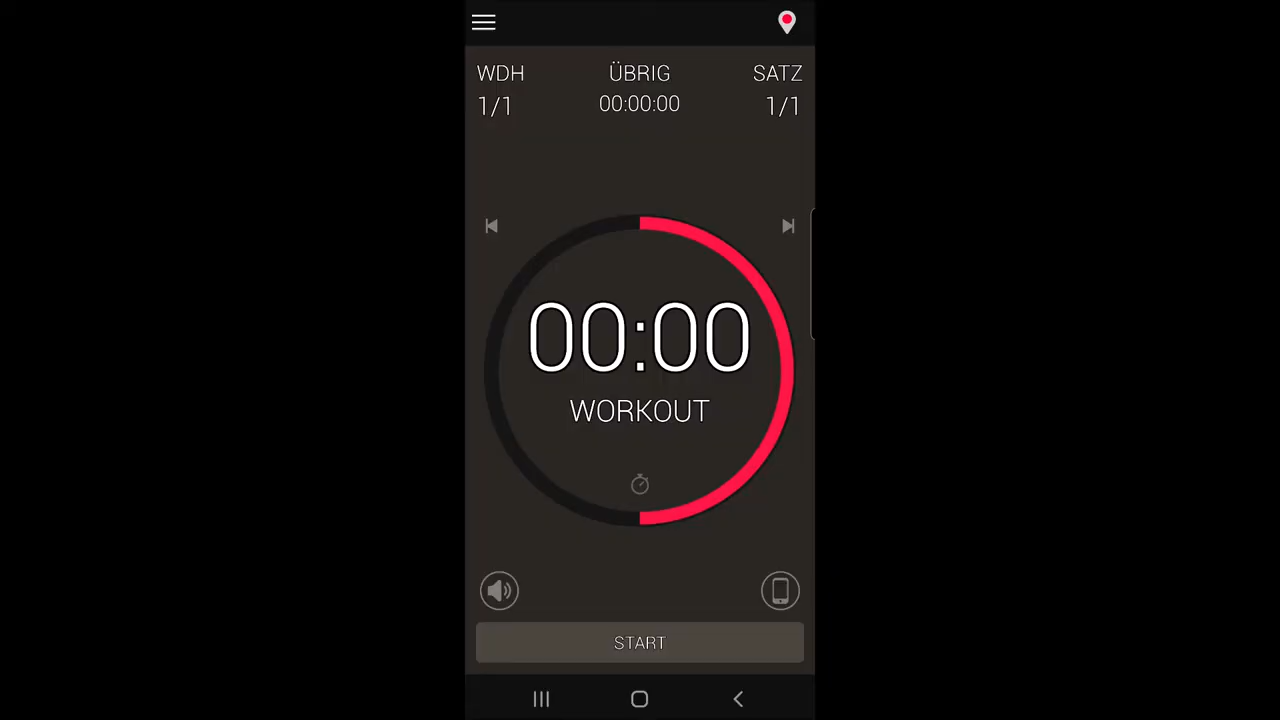 WDH ÜBRIG SATZ
1/1 00:00:00 1/1
00:00
WORKOUT
START